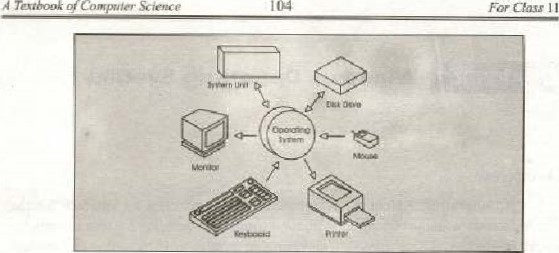 A Textbook of Computer Science 104 For Class 11
System Unit
Disk Drive
Operating
System
Monitor
Mouse
Keyboard
Printer